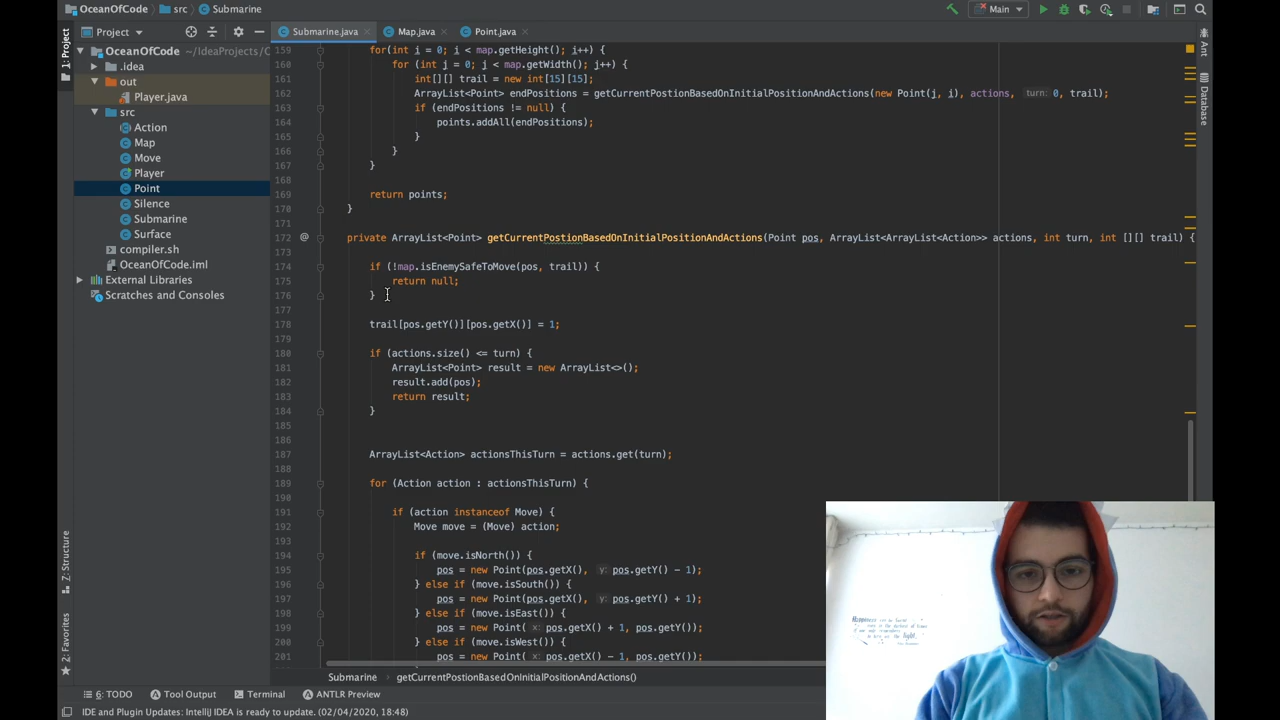 OceanOfCode
src
Submarine
Main
Project
Submarine.java
Map.java
Point.java
1: Project
OceanOfCode ~/IdeaProjects/O
.idea
out
Player.java
src
Action
Map
Move
Player
Point
Silence
Submarine
Surface
compiler.sh
OceanOfCode.iml
External Libraries
Scratches and Consoles
Z: Structure
2: Favorites
Ant
Database
159 for(int i = 0; i < map.getHeight(); i++) {
160 for (int j = 0; j < map.getWidth(); j++) {
161 int[][] trail = new int[15][15];
162 ArrayList<Point> endPositions = getCurrentPostionBasedOnInitialPositionAndActions(new Point(j, i), actions, turn: 0, trail);
163 if (endPositions != null) {
164 points.addAll(endPositions);
165 }
166 }
167 }
168
169 return points;
170 }
171
172 @ private ArrayList<Point> getCurrentPostionBasedOnInitialPositionAndActions(Point pos, ArrayList<ArrayList<Action>> actions, int turn, int [][] trail) {
173
174 if (!map.isEnemySafeToMove(pos, trail)) {
175 return null;
176 }
177
178 trail[pos.getY()][pos.getX()] = 1;
179
180 if (actions.size() <= turn) {
181 ArrayList<Point> result = new ArrayList<>();
182 result.add(pos);
183 return result;
184 }
185
186
187 ArrayList<Action> actionsThisTurn = actions.get(turn);
188
189 for (Action action : actionsThisTurn) {
190
191 if (action instanceof Move) {
192 Move move = (Move) action;
193
194 if (move.isNorth()) {
195 pos = new Point(pos.getX(), y: pos.getY() - 1);
196 } else if (move.isSouth()) {
197 pos = new Point(pos.getX(), y: pos.getY() + 1);
198 } else if (move.isEast()) {
199 pos = new Point( x: pos.getX() + 1, pos.getY());
200 } else if (move.isWest()) {
201 pos = new Point( x: pos.getX() - 1, pos.getY());
Submarine
getCurrentPostionBasedOnInitialPositionAndActions()
6: TODO
Tool Output
Terminal
ANTLR Preview
IDE and Plugin Updates: IntelliJ IDEA is ready to update. (02/04/2020, 18:48)
light.